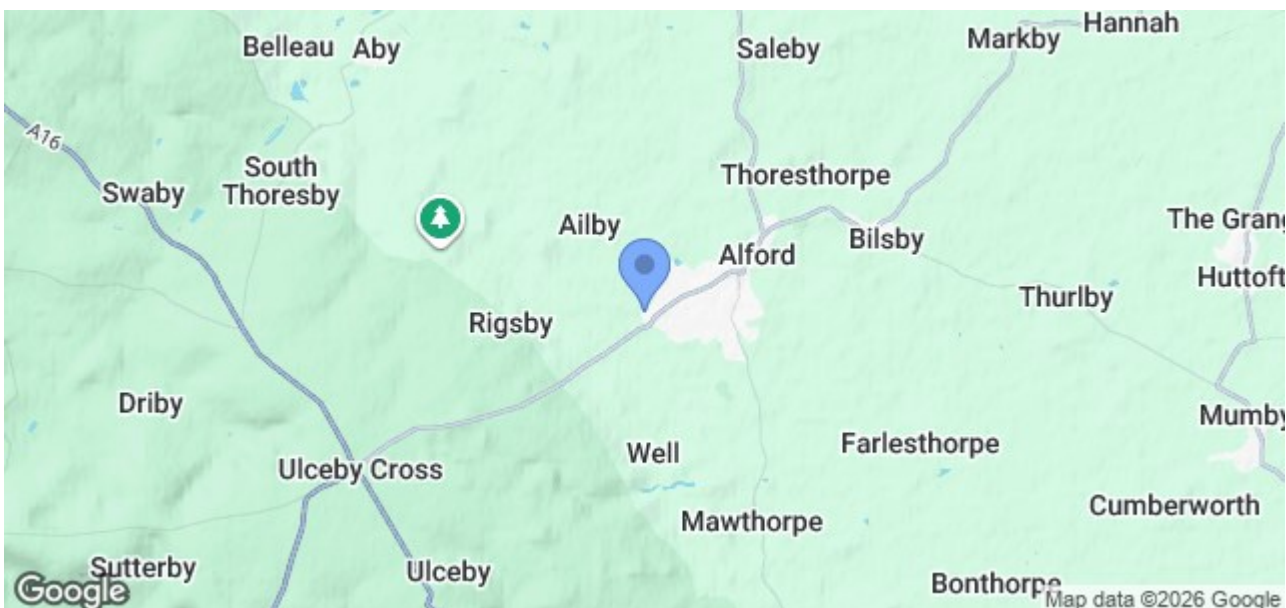 Hannah
Markby
Belleau
Aby
Saleby
A16
South
Thoresby
Thoresthorpe
Swaby
Ailby
The Grang
Bilsby
Alford
Huttoft
Thurlby
Rigsby
Driby
Mumby
Farlesthorpe
Well
Ulceby Cross
Cumberworth
Mawthorpe
Sutterby
Ulceby
Bonthorpe
Google
Map data ©2026 Google